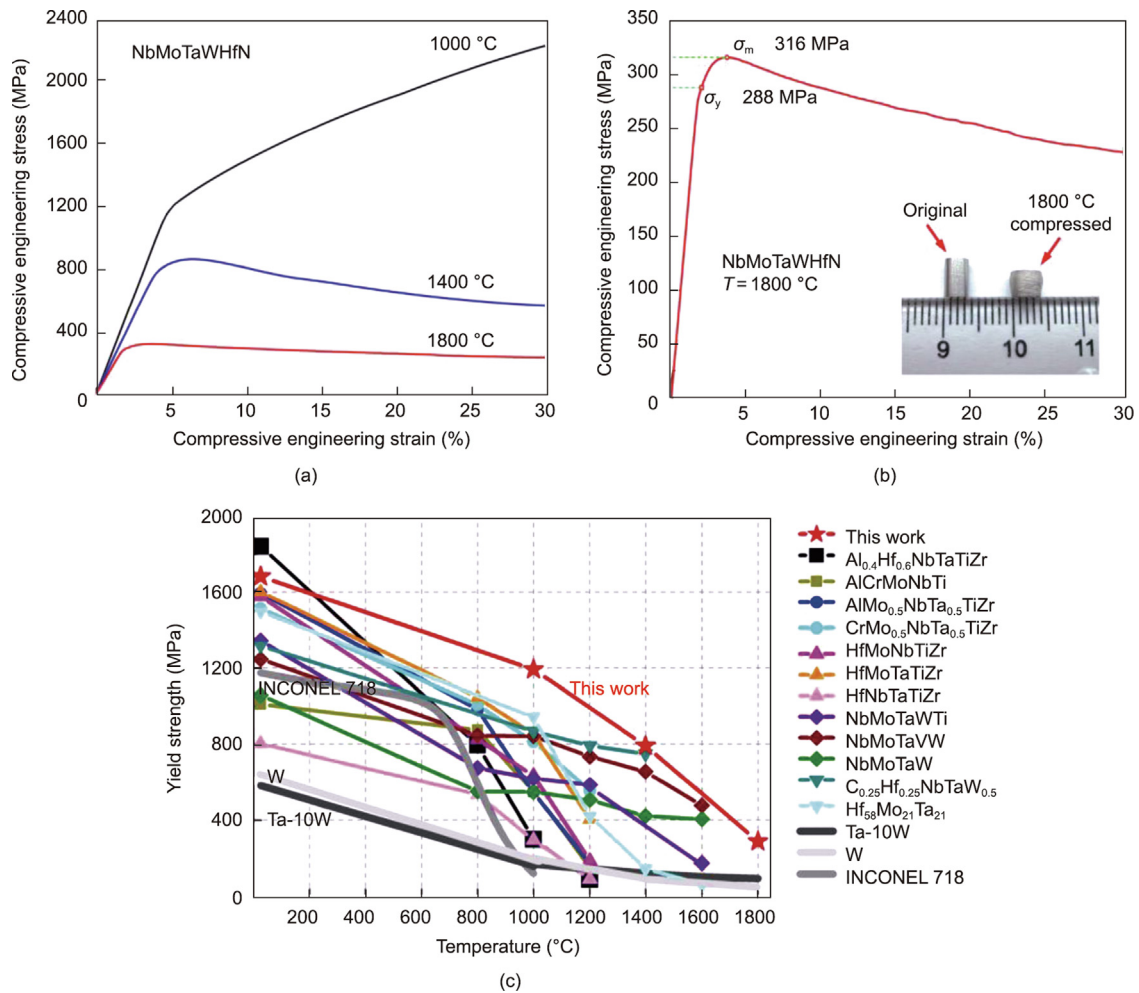 2400
2000
1600
1200
800
400
0
Compressive engineering stress (MPa)
NbMoTaWHfN
1000 °C
1400 °C
1800 °C
5
10
15
20
25
30
Compressive engineering strain (%)
(a)
350
300
250
200
150
100
50
0
Compressive engineering stress (MPa)
σm 316 MPa
σy 288 MPa
Original
1800 °C
compressed
NbMoTaWHfN
T = 1800 °C
9 10 11
5
10
15
20
25
30
Compressive engineering strain (%)
(b)
2000
1600
1200
800
400
0
Yield strength (MPa)
INCONEL 718
This work
W
Ta-10W
200
400
600
800
1000
1200
1400
1600
1800
Temperature (°C)
This work
Al0.4Hf0.6NbTaTiZr
AlCrMoNbTi
AlMo0.5NbTa0.5TiZr
CrMo0.5NbTa0.5TiZr
HfMoNbTiZr
HfMoTaTiZr
HfNbTaTiZr
NbMoTaWTi
NbMoTaVW
NbMoTaW
C0.25Hf0.25NbTaW0.5
Hf58Mo21Ta21
Ta-10W
W
INCONEL 718
(c)